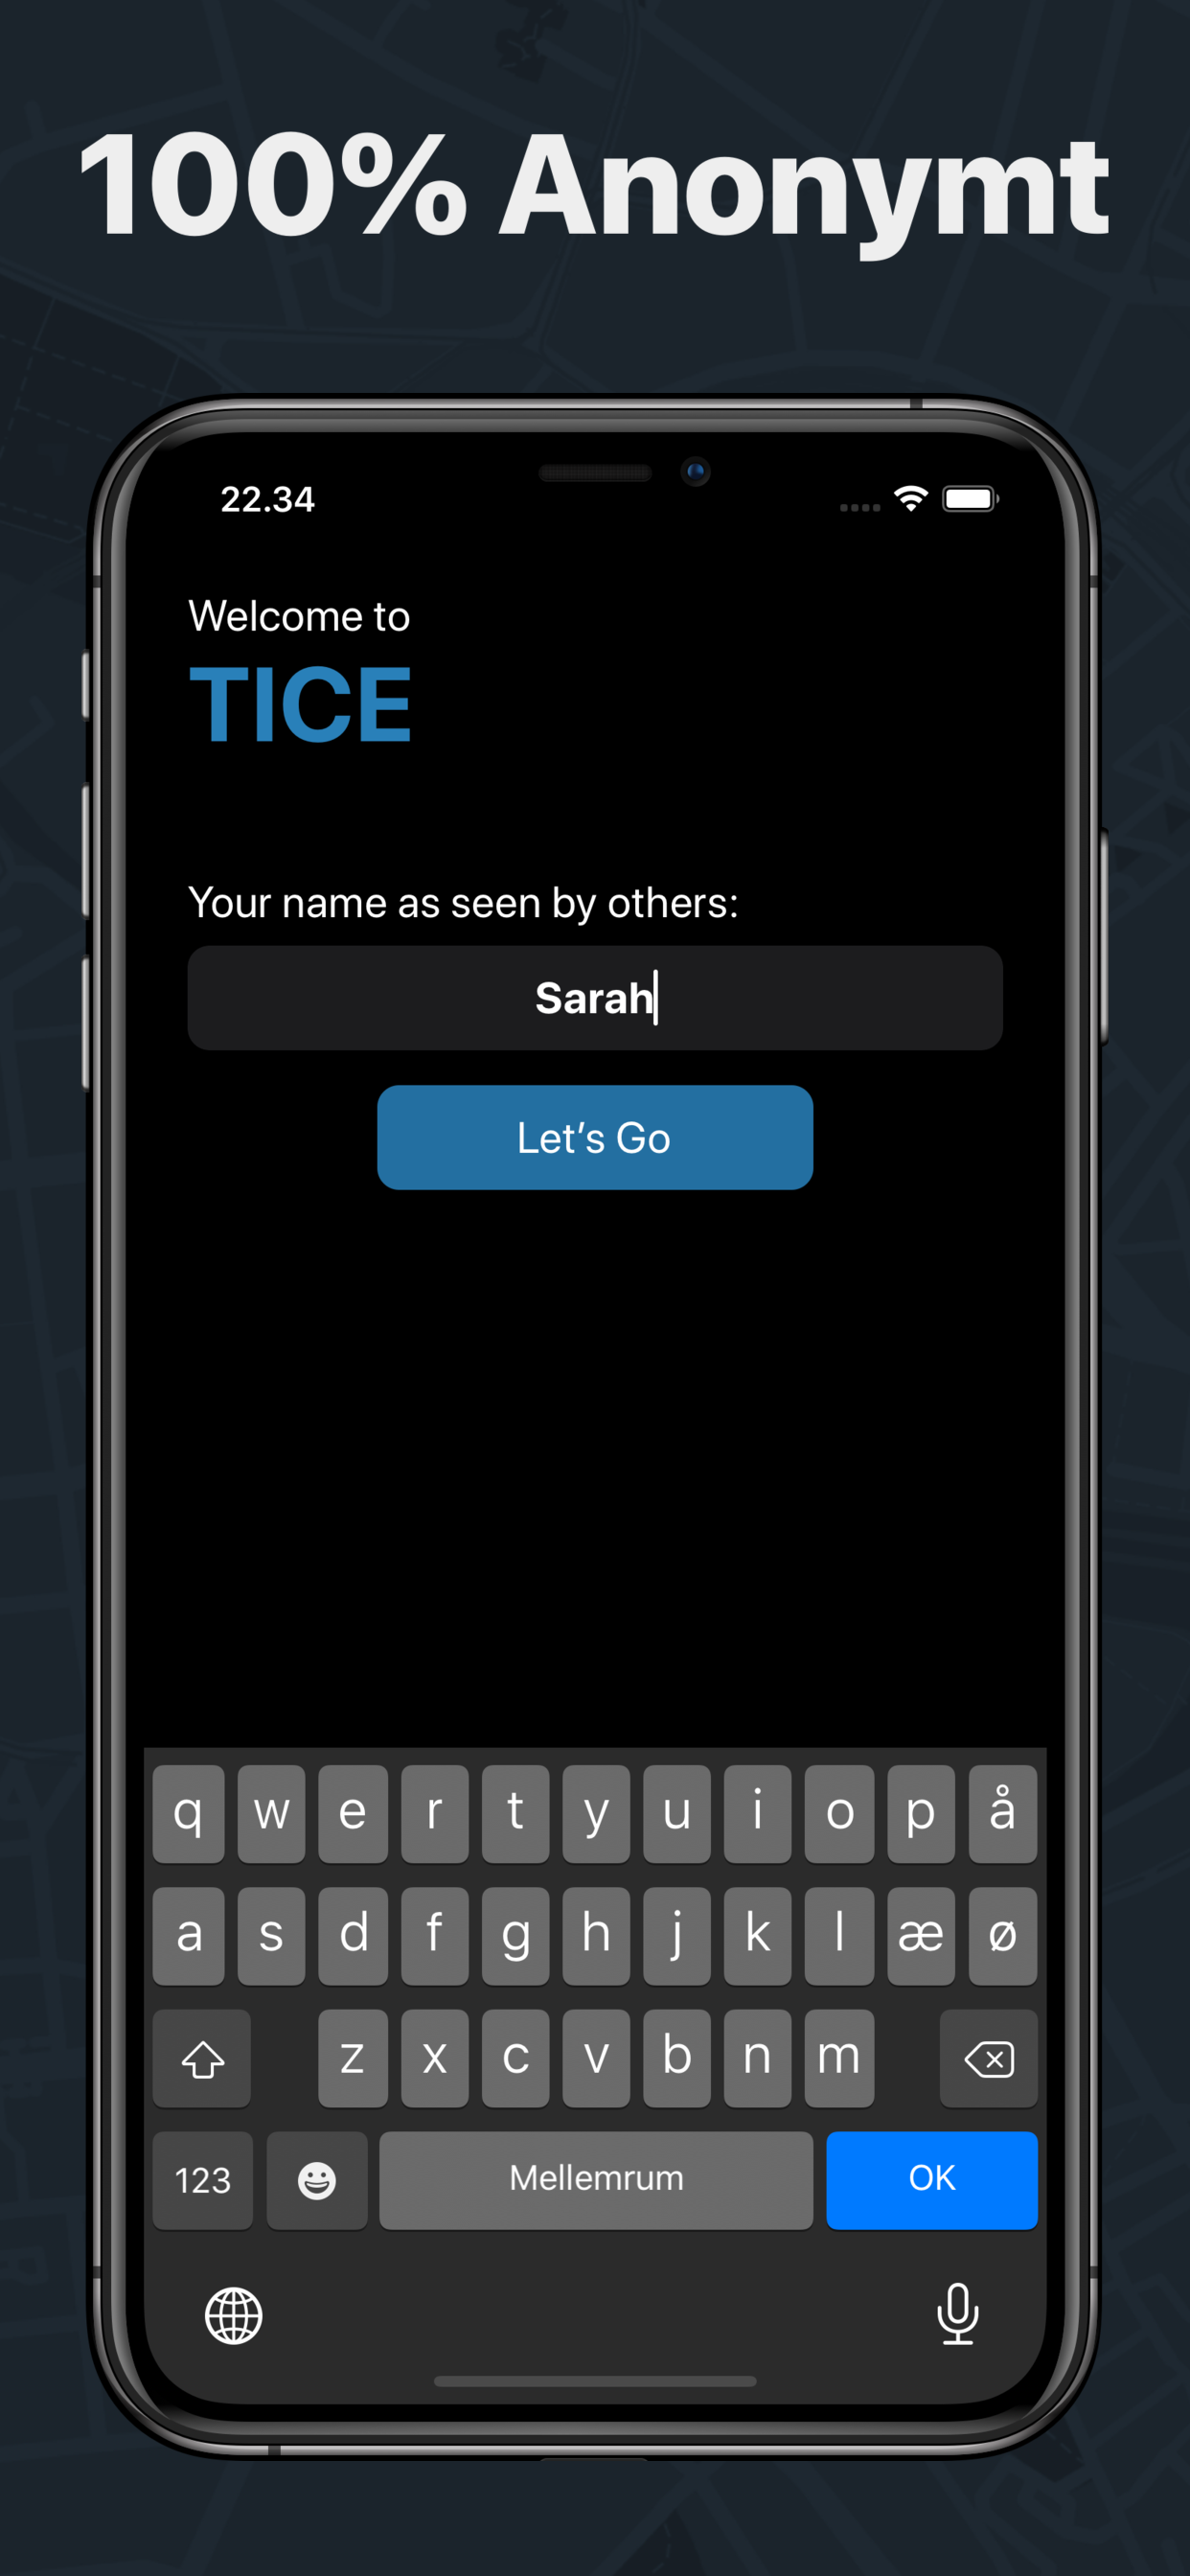 100% Anonymt
22.34
Welcome to
TICE
Your name as seen by others:
Sarah
Let’s Go
q w e r t y u i o p å
a s d f g h j k l æ ø
z x c v b n m
123 Mellemrum OK